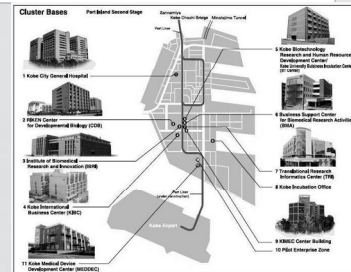 Cluster Bases
Port Island Second Stage
Sannomiya
Kobe Ohashi Bridge
Minatojima Tunnel
Port Liner
1 Kobe City General Hospital
2 RIKEN Center
for Developmental Biology (CDB)
3 Institute of Biomedical
Research and Innovation (IBRI)
4 Kobe International
Business Center (KIBC)
11 Kobe Medical Device
Development Center (MEDDEC)
Port Liner
(under construction)
Kobe Airport
5 Kobe Biotechnology
Research and Human Resource
Development Center/
Kobe University Business Incubation Center
(BT Center)
6 Business Support Center
for Biomedical Research Activities
(BMA)
7 Translational Research
Informatics Center (TRI)
8 Kobe Incubation Office
9 KIMEC Center Building
10 Pilot Enterprise Zone